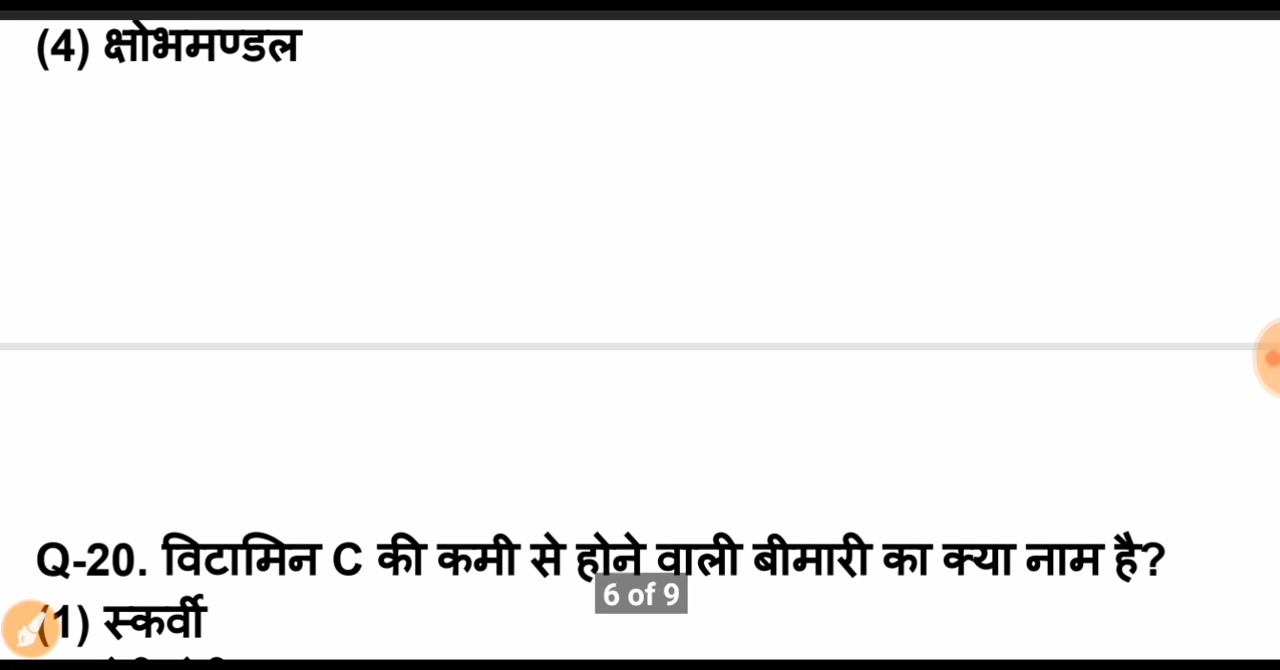 (4) क्षोभमण्डल
Q-20. विटामिन C की कमी से होने वाली बीमारी का क्या नाम है?
6 of 9
(1) स्कर्वी